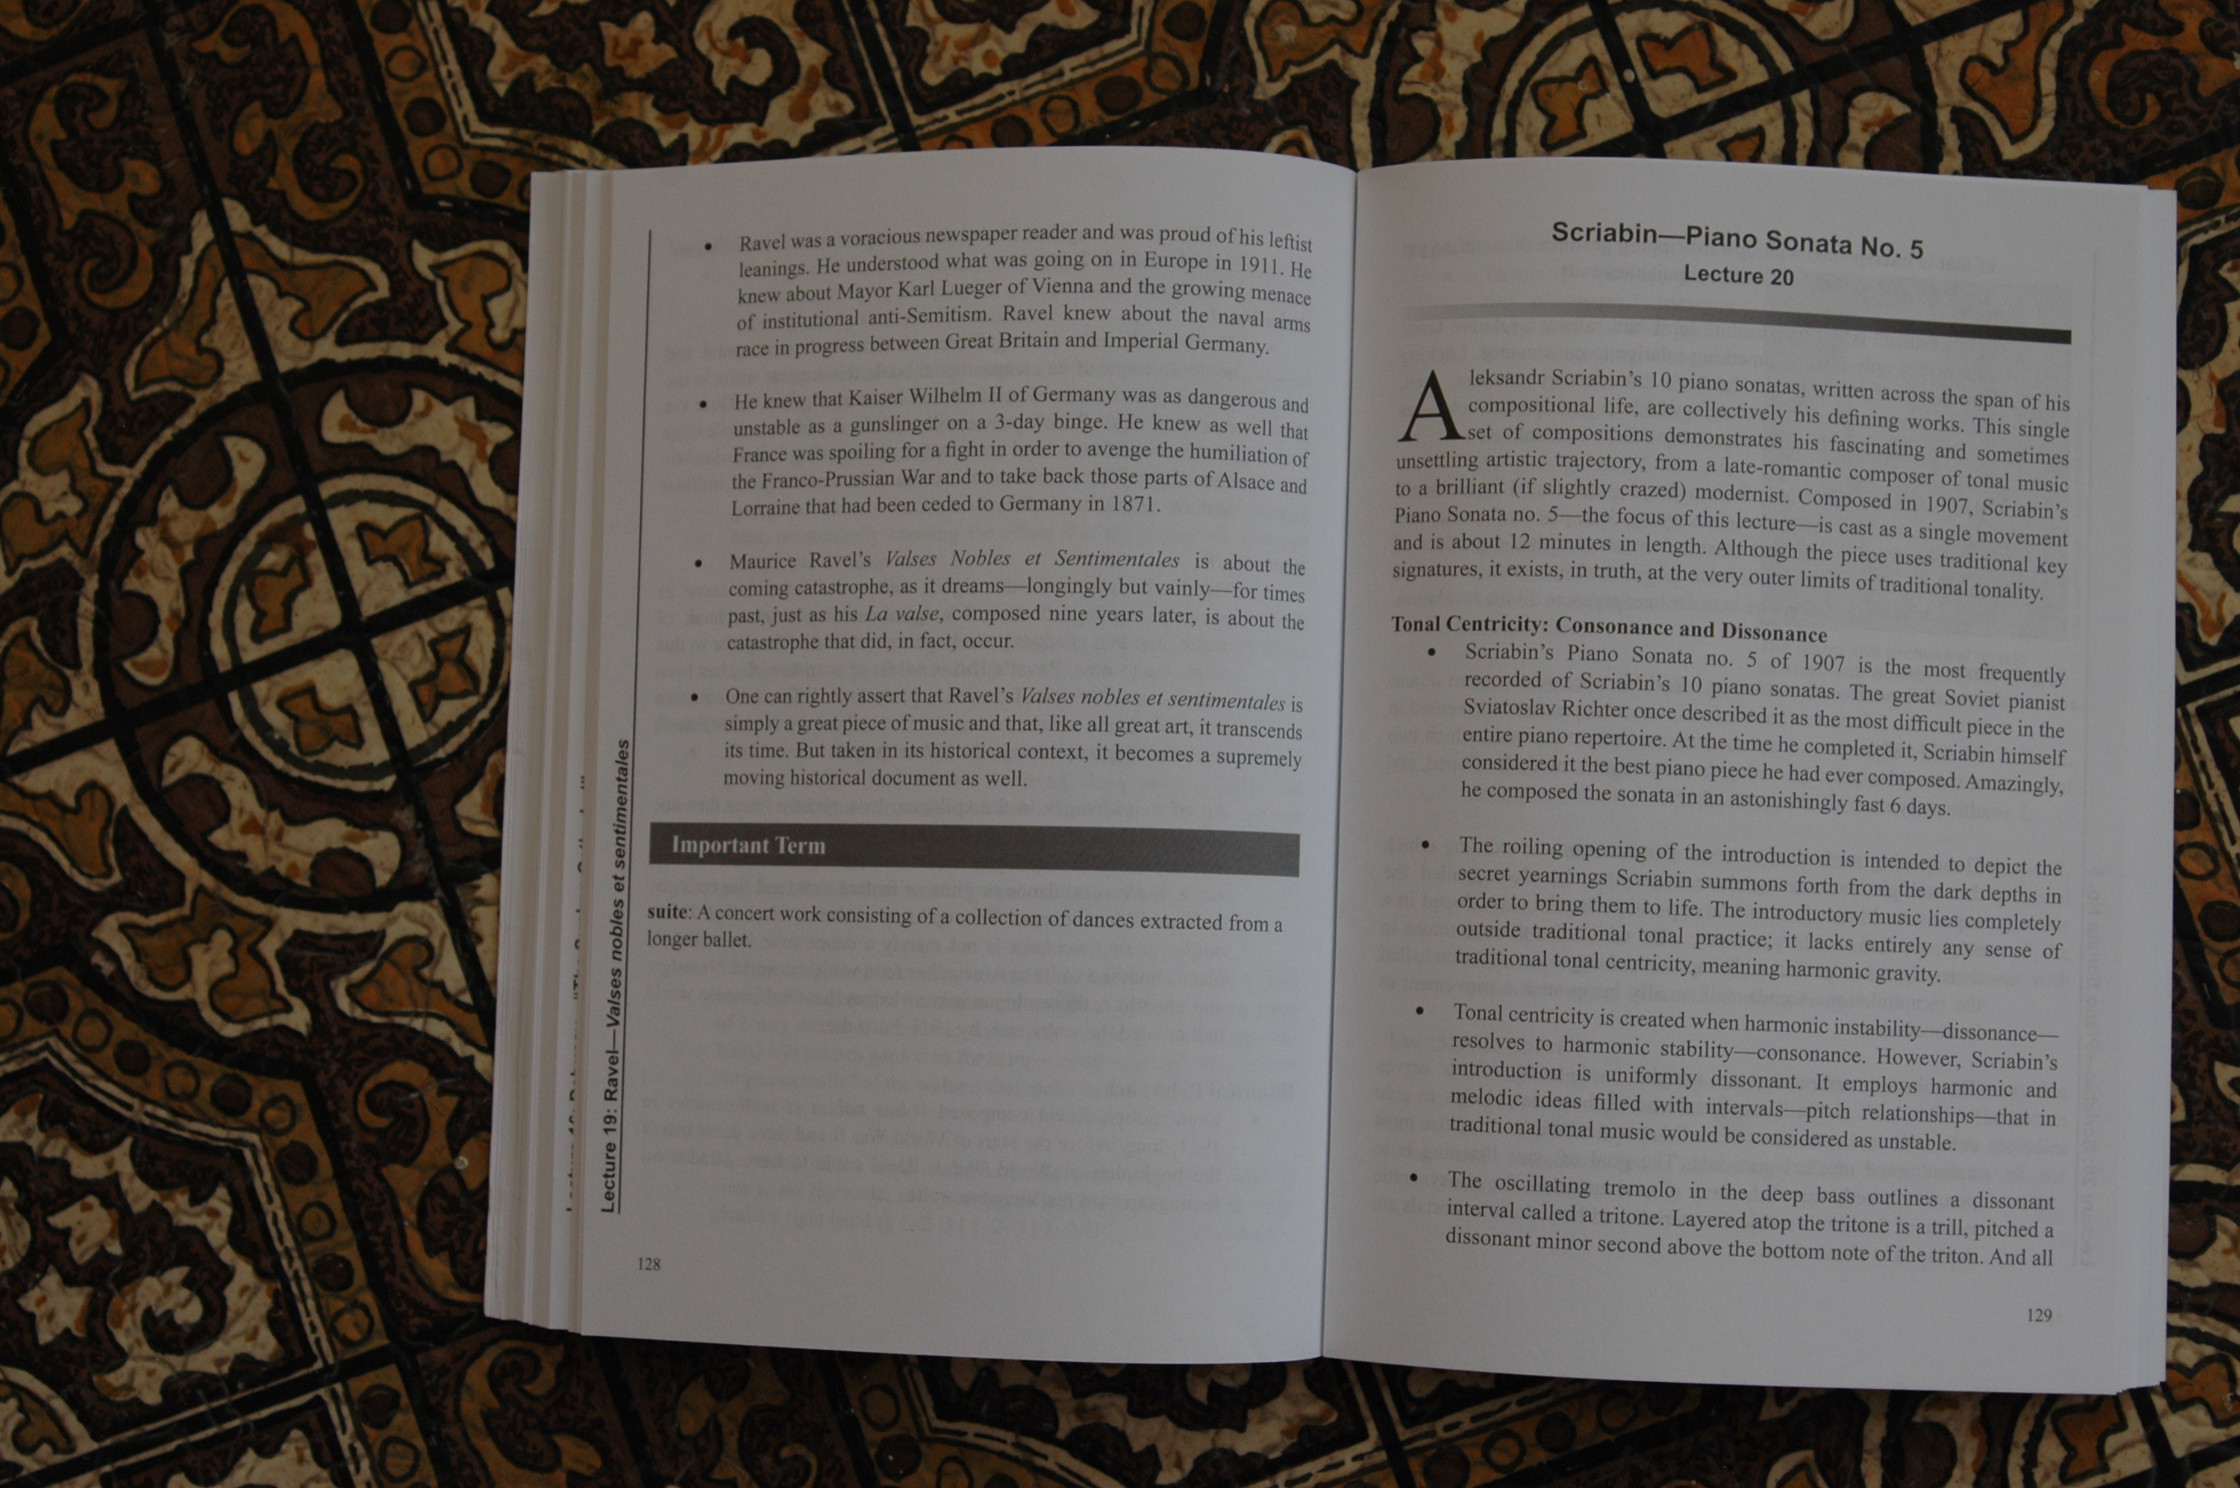 • Ravel was a voracious newspaper reader and was proud of his leftist
leanings. He understood what was going on in Europe in 1911. He
knew about Mayor Karl Lueger of Vienna and the growing menace
of institutional anti-Semitism. Ravel knew about the naval arms
race in progress between Great Britain and Imperial Germany.
• He knew that Kaiser Wilhelm II of Germany was as dangerous and
unstable as a gunslinger on a 3-day binge. He knew as well that
France was spoiling for a fight in order to avenge the humiliation of
the Franco-Prussian War and to take back those parts of Alsace and
Lorraine that had been ceded to Germany in 1871.
• Maurice Ravel's Valses Nobles et Sentimentales is about the
coming catastrophe, as it dreams—longingly but vainly—for times
past, just as his La valse, composed nine years later, is about the
catastrophe that did, in fact, occur.
• One can rightly assert that Ravel's Valses nobles et sentimentales is
simply a great piece of music and that, like all great art, it transcends
its time. But taken in its historical context, it becomes a supremely
moving historical document as well.
Important Term
suite: A concert work consisting of a collection of dances extracted from a
longer ballet.
Lecture 19: Ravel—Valses nobles et sentimentales
128
Scriabin—Piano Sonata No. 5
Lecture 20
Aleksandr Scriabin's 10 piano sonatas, written across the span of his
compositional life, are collectively his defining works. This single
set of compositions demonstrates his fascinating and sometimes
unsettling artistic trajectory, from a late-romantic composer of tonal music
to a brilliant (if slightly crazed) modernist. Composed in 1907, Scriabin's
Piano Sonata no. 5—the focus of this lecture—is cast as a single movement
and is about 12 minutes in length. Although the piece uses traditional key
signatures, it exists, in truth, at the very outer limits of traditional tonality.
Tonal Centricity: Consonance and Dissonance
• Scriabin's Piano Sonata no. 5 of 1907 is the most frequently
recorded of Scriabin's 10 piano sonatas. The great Soviet pianist
Sviatoslav Richter once described it as the most difficult piece in the
entire piano repertoire. At the time he completed it, Scriabin himself
considered it the best piano piece he had ever composed. Amazingly,
he composed the sonata in an astonishingly fast 6 days.
• The roiling opening of the introduction is intended to depict the
secret yearnings Scriabin summons forth from the dark depths in
order to bring them to life. The introductory music lies completely
outside traditional tonal practice; it lacks entirely any sense of
traditional tonal centricity, meaning harmonic gravity.
• Tonal centricity is created when harmonic instability—dissonance—
resolves to harmonic stability—consonance. However, Scriabin's
introduction is uniformly dissonant. It employs harmonic and
melodic ideas filled with intervals—pitch relationships—that in
traditional tonal music would be considered as unstable.
• The oscillating tremolo in the deep bass outlines a dissonant
interval called a tritone. Layered atop the tritone is a trill, pitched a
dissonant minor second above the bottom note of the triton. And all
129